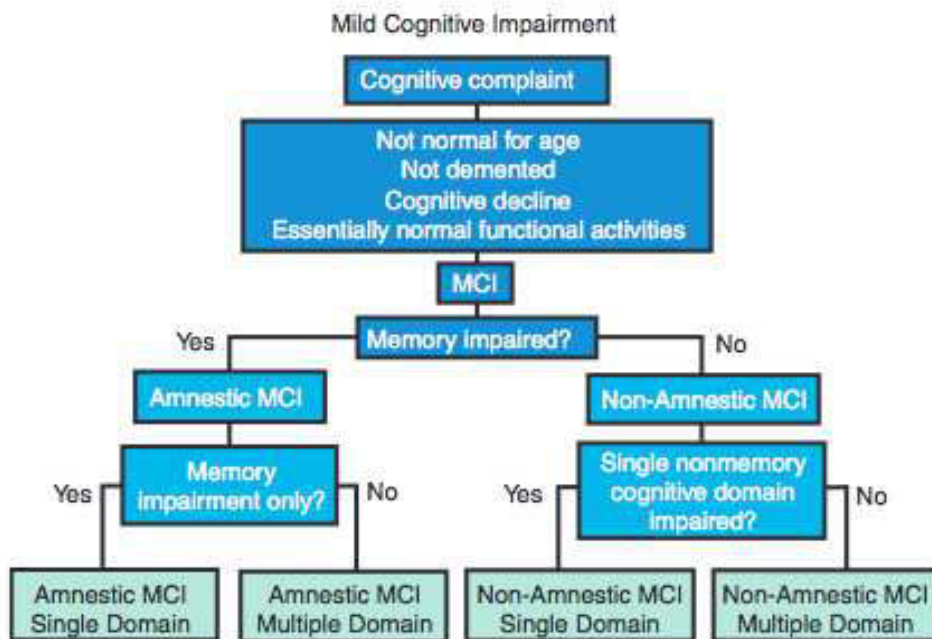 Mild Cognitive Impairment
Cognitive complaint
Not normal for age
Not demented
Cognitive decline
Essentially normal functional activities
MCI
Yes
Memory impaired?
No
Amnestic MCI
Non-Amnestic MCI
Yes
Memory
impairment only?
No
Yes
Single nonmemory
cognitive domain
impaired?
No
Amnestic MCI
Single Domain
Amnestic MCI
Multiple Domain
Non-Amnestic MCI
Single Domain
Non-Amnestic MCI
Multiple Domain